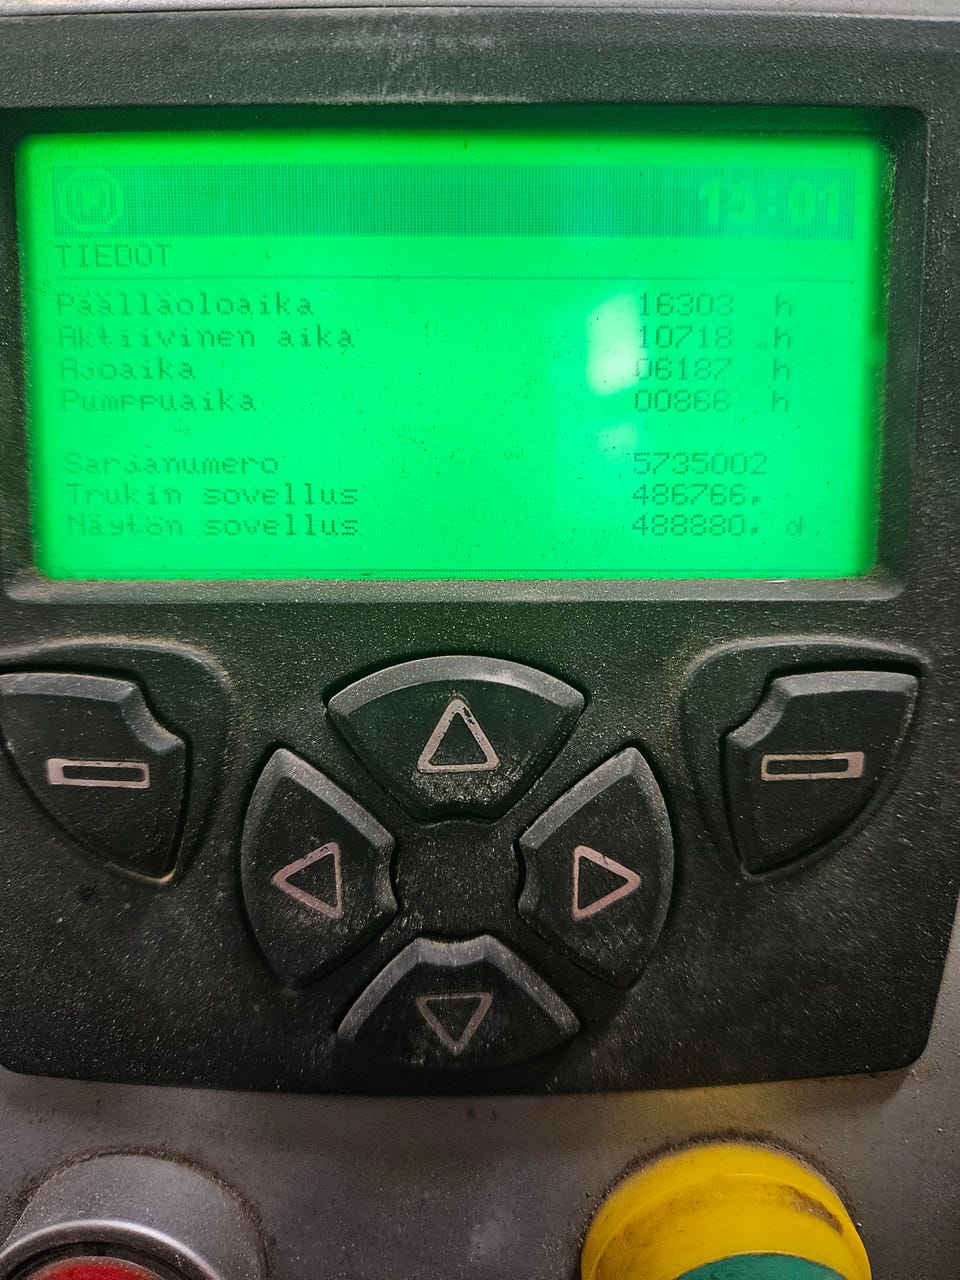 15:01
TIEDOT
Päälläoloaika 16303 h
Aktiivinen aika 10718 h
Ajoaika 06187 h
Pumppuaika 00866 h
Sarjanumero 5735002
Trukin sovellus 486766.
Näytön sovellus 488880.